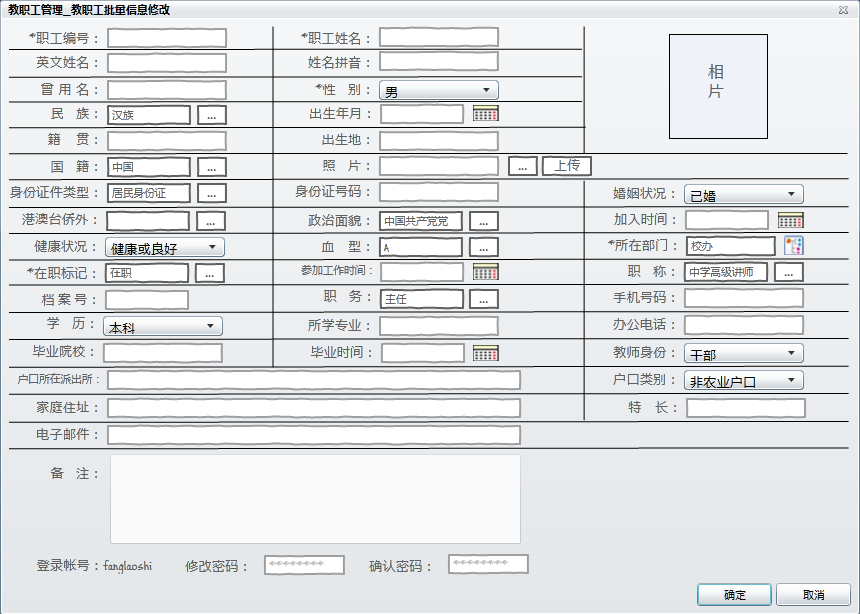 教职工管理_教职工批量信息修改
*职工编号： *职工姓名： 相
英文姓名： 姓名拼音： 片
曾 用 名： *性 别： 男
民 族： 汉族 ... 出生年月：
籍 贯： 出生地：
国 籍： 中国 ... 照 片： ... 上传
身份证件类型： 居民身份证 ... 身份证号码： 婚姻状况： 已婚
港澳台侨外： ... 政治面貌： 中国共产党党 ... 加入时间：
健康状况： 健康或良好 血 型： A ... *所在部门： 校办
*在职标记： 在职 ... 参加工作时间： 职 称： 中学高级讲师 ...
档 案 号： 职 务： 主任 ... 手机号码：
学 历： 本科 所学专业： 办公电话：
毕业院校： 毕业时间： 教师身份： 干部
户口所在派出所： 户口类别： 非农业户口
家庭住址： 特 长：
电子邮件：
备 注：
登录帐号：fanglaoshi 修改密码： ******** 确认密码： ********
确定 取消